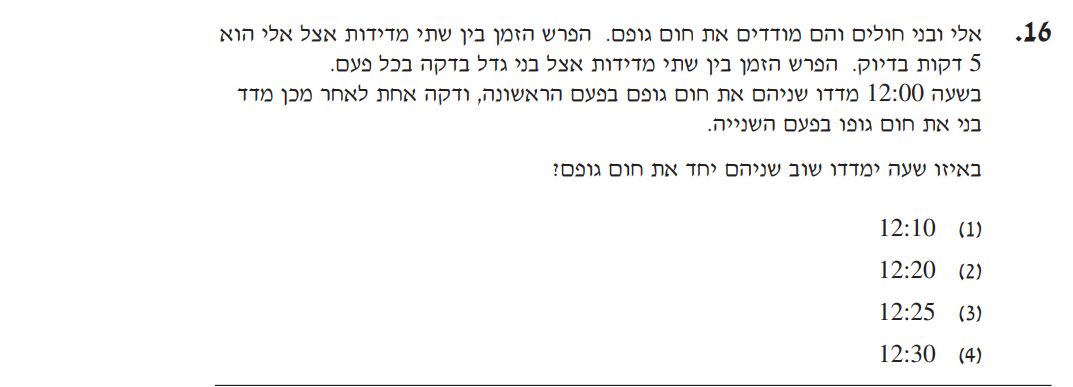 16. אלי ובני חולים והם מודדים את חום גופם. הפרש הזמן בין שתי מדידות אצל אלי הוא
5 דקות בדיוק. הפרש הזמן בין שתי מדידות אצל בני גדל בדקה בכל פעם.
בשעה 12:00 מדדו שניהם את חום גופם בפעם הראשונה, ודקה אחת לאחר מכן מדד
בני את חום גופו בפעם השנייה.
באיזו שעה ימדדו שוב שניהם יחד את חום גופם?
(1) 12:10
(2) 12:20
(3) 12:25
(4) 12:30